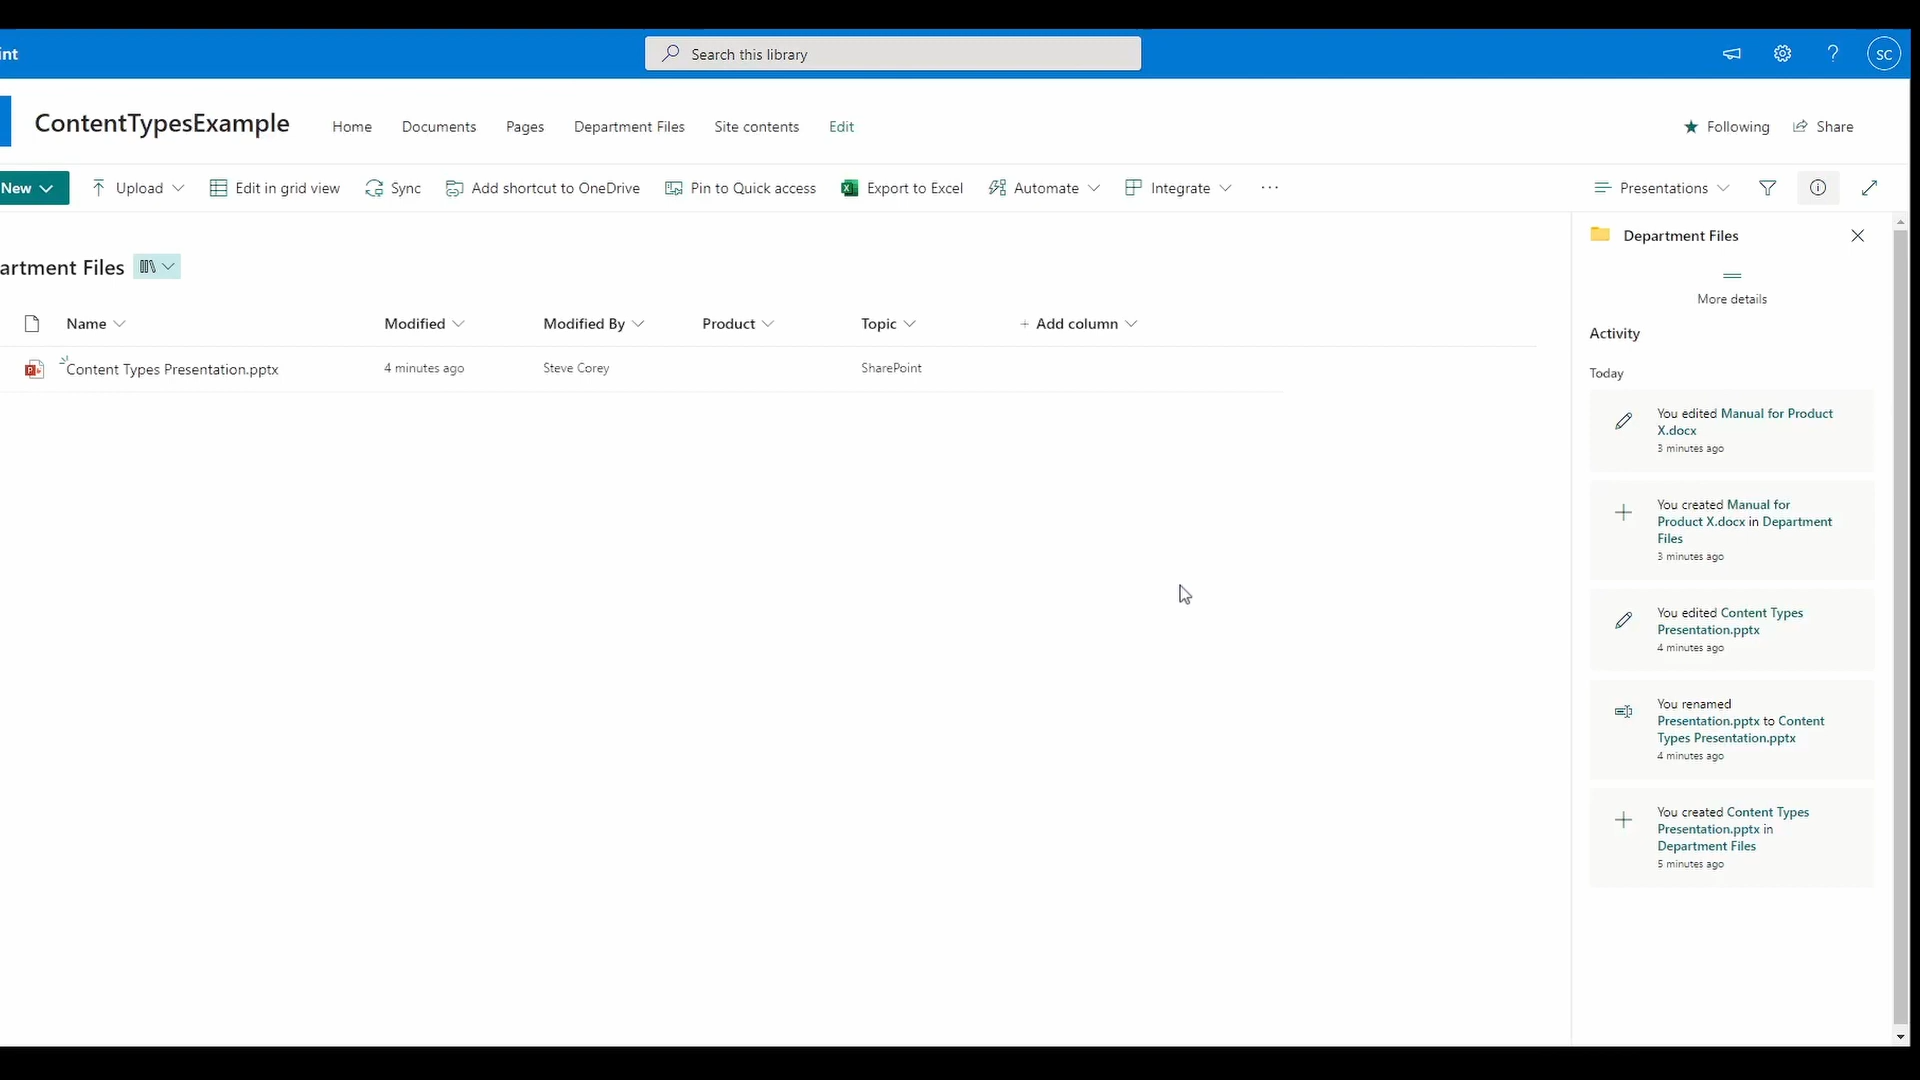 int
Search this library
SC
ContentTypesExample
Home
Documents
Pages
Department Files
Site contents
Edit
Following
Share
New
Upload
Edit in grid view
Sync
Add shortcut to OneDrive
Pin to Quick access
Export to Excel
Automate
Integrate
Presentations
artment Files
Name
Modified
Modified By
Product
Topic
+ Add column
Content Types Presentation.pptx
4 minutes ago
Steve Corey
SharePoint
Department Files
More details
Activity
Today
You edited Manual for Product
X.docx
3 minutes ago
You created Manual for
Product X.docx in Department
Files
3 minutes ago
You edited Content Types
Presentation.pptx
4 minutes ago
You renamed
Presentation.pptx to Content
Types Presentation.pptx
4 minutes ago
You created Content Types
Presentation.pptx in
Department Files
5 minutes ago